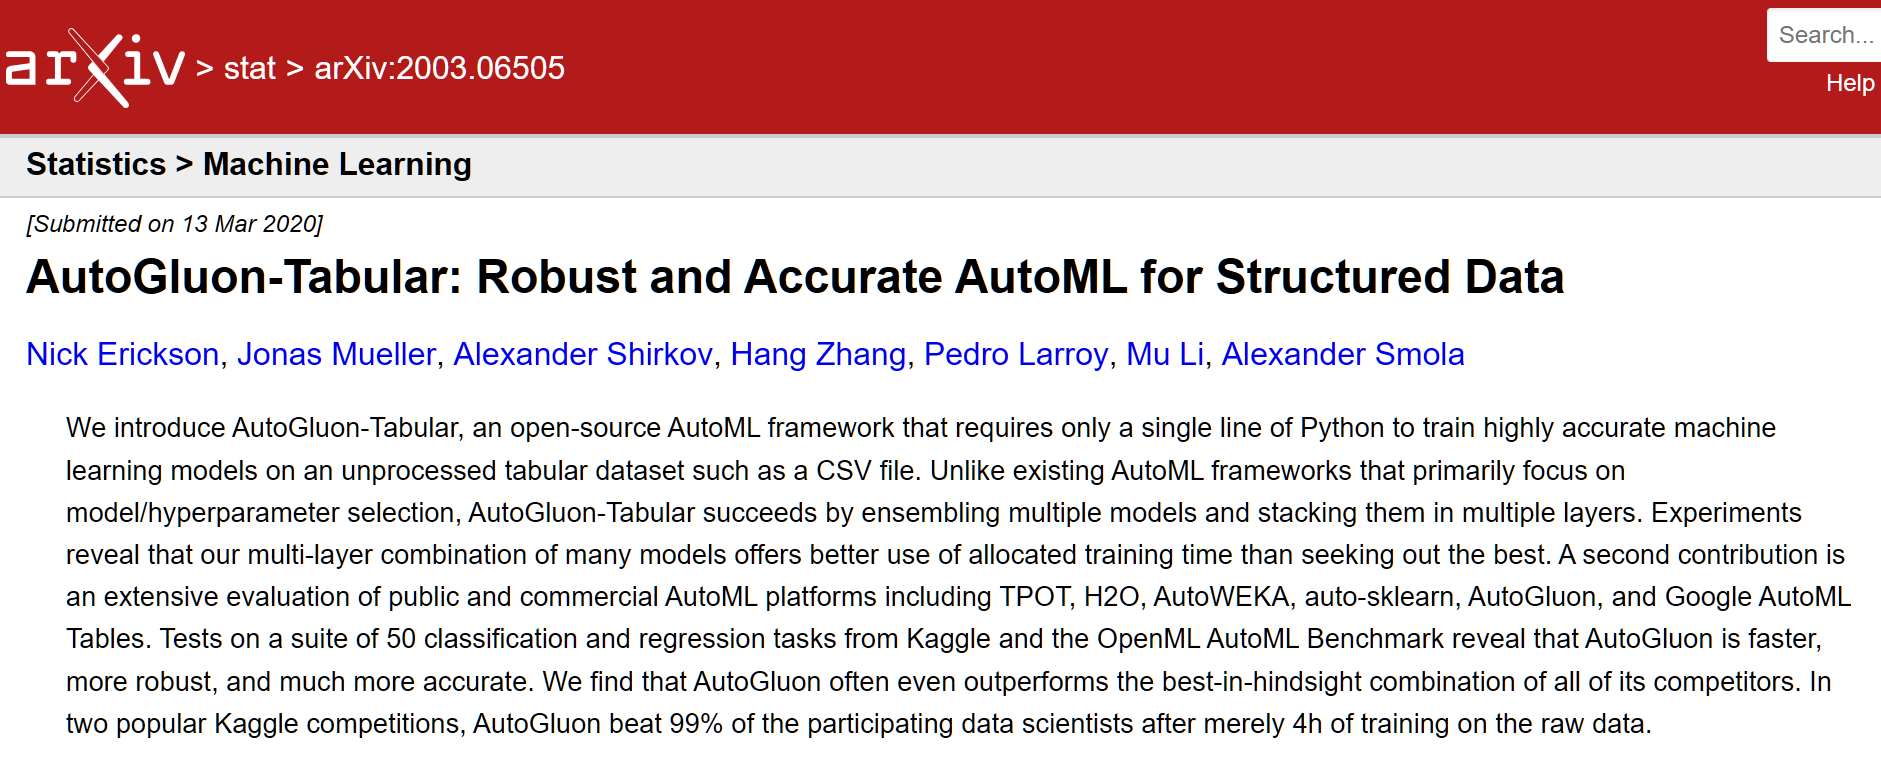 arXiv > stat > arXiv:2003.06505
Search...
Help
Statistics > Machine Learning
[Submitted on 13 Mar 2020]
AutoGluon-Tabular: Robust and Accurate AutoML for Structured Data
Nick Erickson, Jonas Mueller, Alexander Shirkov, Hang Zhang, Pedro Larroy, Mu Li, Alexander Smola
We introduce AutoGluon-Tabular, an open-source AutoML framework that requires only a single line of Python to train highly accurate machine
learning models on an unprocessed tabular dataset such as a CSV file. Unlike existing AutoML frameworks that primarily focus on
model/hyperparameter selection, AutoGluon-Tabular succeeds by ensembling multiple models and stacking them in multiple layers. Experiments
reveal that our multi-layer combination of many models offers better use of allocated training time than seeking out the best. A second contribution is
an extensive evaluation of public and commercial AutoML platforms including TPOT, H2O, AutoWEKA, auto-sklearn, AutoGluon, and Google AutoML
Tables. Tests on a suite of 50 classification and regression tasks from Kaggle and the OpenML AutoML Benchmark reveal that AutoGluon is faster,
more robust, and much more accurate. We find that AutoGluon often even outperforms the best-in-hindsight combination of all of its competitors. In
two popular Kaggle competitions, AutoGluon beat 99% of the participating data scientists after merely 4h of training on the raw data.